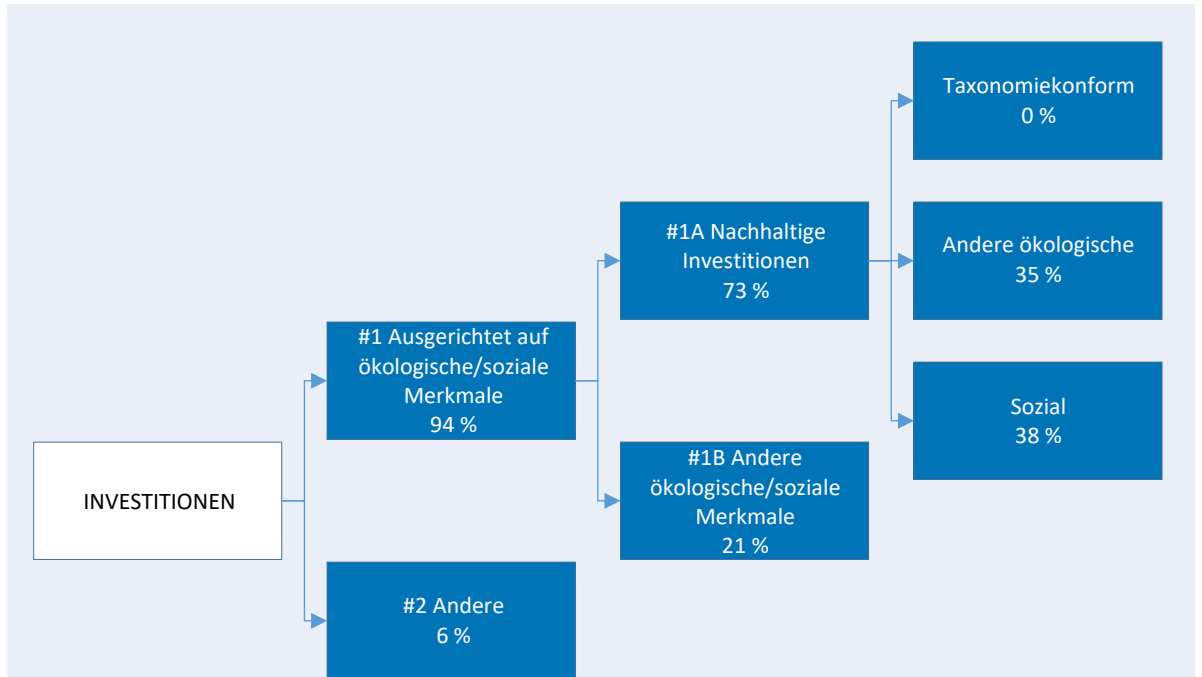 INVESTITIONEN
#1 Ausgerichtet auf
ökologische/soziale
Merkmale
94 %
#2 Andere
6 %
#1A Nachhaltige
Investitionen
73 %
#1B Andere
ökologische/soziale
Merkmale
21 %
Taxonomiekonform
0 %
Andere ökologische
35 %
Sozial
38 %